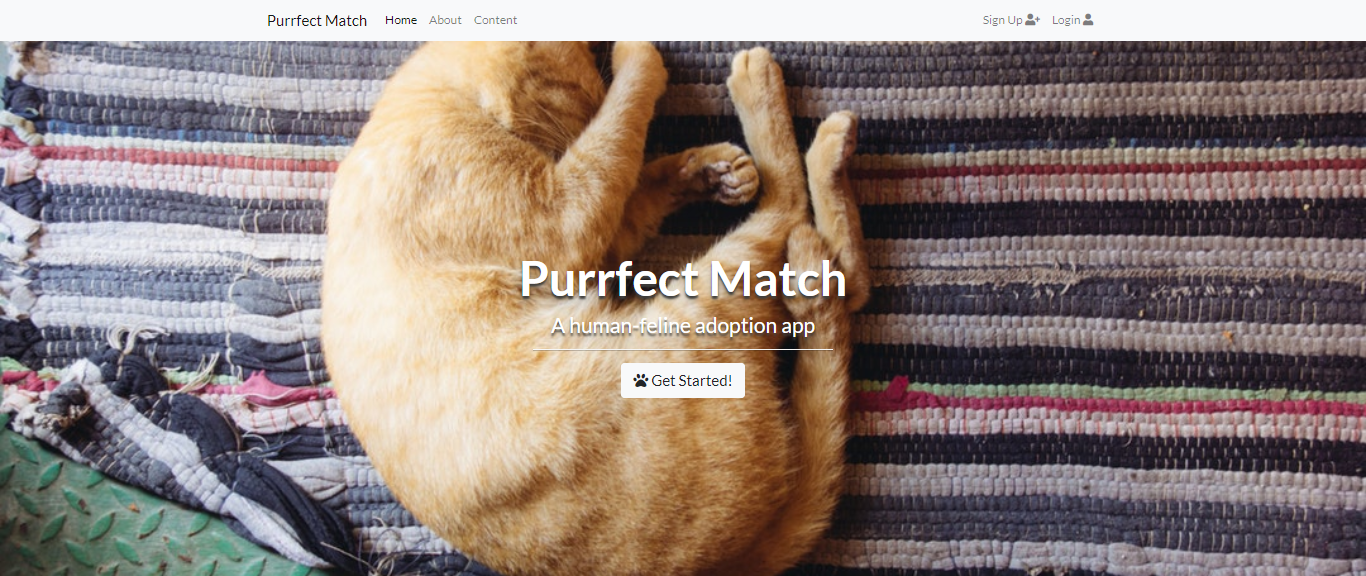 Purrfect Match Home About Content Sign Up Login
Purrfect Match
A human-feline adoption app
Get Started!